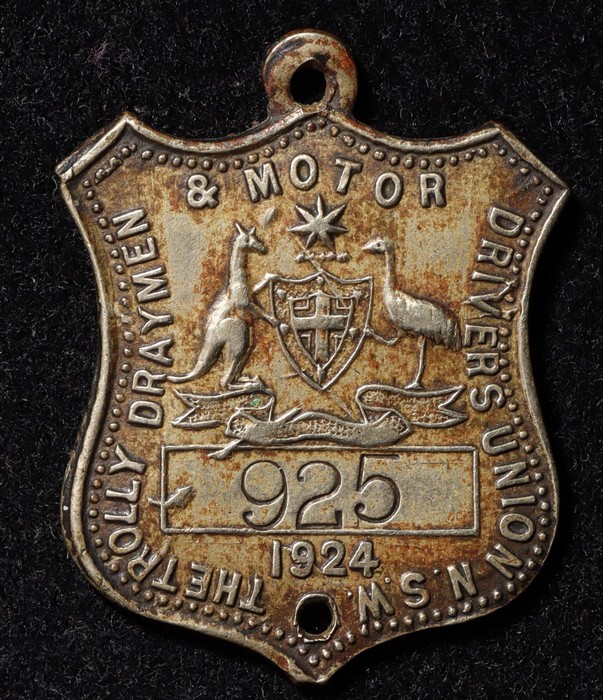 THE TROLLY DRAYMEN & MOTOR DRIVERS UNION N.S.W.
925
1924